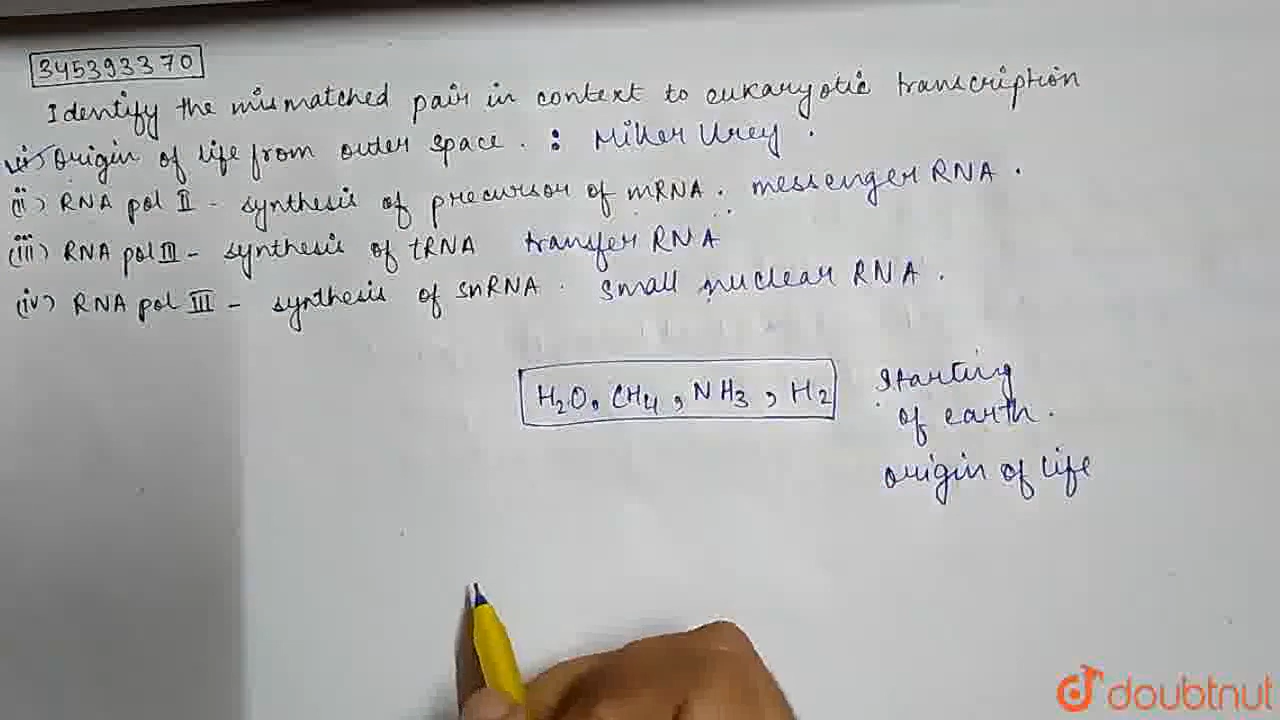 345393370
Identify the mismatched pair in context to eukaryotic transcription
(i) Origin of life from outer space. : Miller Urey.
(ii) RNA pol II - synthesis of precursor of mRNA. messenger RNA.
(iii) RNA pol III - synthesis of tRNA transfer RNA
(iv) RNA pol III - synthesis of snRNA. small nuclear RNA.
H2O, CH4, NH3, H2
Starting
of earth.
origin of life
doubtnut